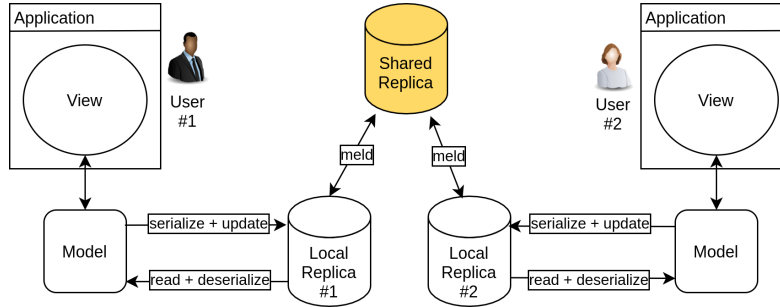 Application
View
User
#1
Shared
Replica
User
#2
Application
View
meld
meld
Model
serialize + update
read + deserialize
Local
Replica
#1
Local
Replica
#2
serialize + update
read + deserialize
Model